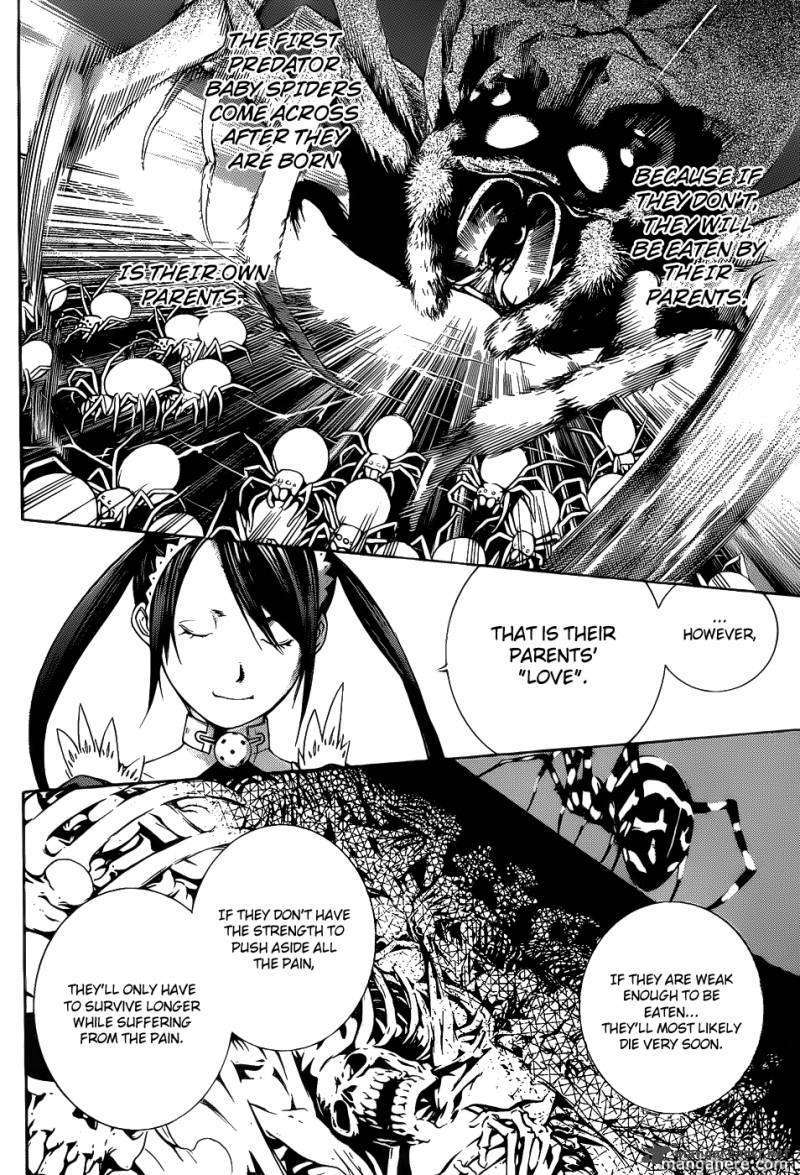 BECAUSE IF
THEY DON'T,
THEY WILL
BE EATEN BY
THEIR
PARENTS.
THE FIRST
PREDATOR
BABY SPIDERS
COME ACROSS
AFTER THEY
ARE BORN
IS THEIR OWN
PARENTS.
...
HOWEVER,
THAT IS THEIR
PARENTS'
"LOVE".
IF THEY ARE WEAK
ENOUGH TO BE
EATEN...
THEY'LL MOST LIKELY
DIE VERY SOON.
IF THEY DON'T HAVE
THE STRENGTH TO
PUSH ASIDE ALL
THE PAIN,
THEY'LL ONLY HAVE
TO SURVIVE LONGER
WHILE SUFFERING
FROM THE PAIN.